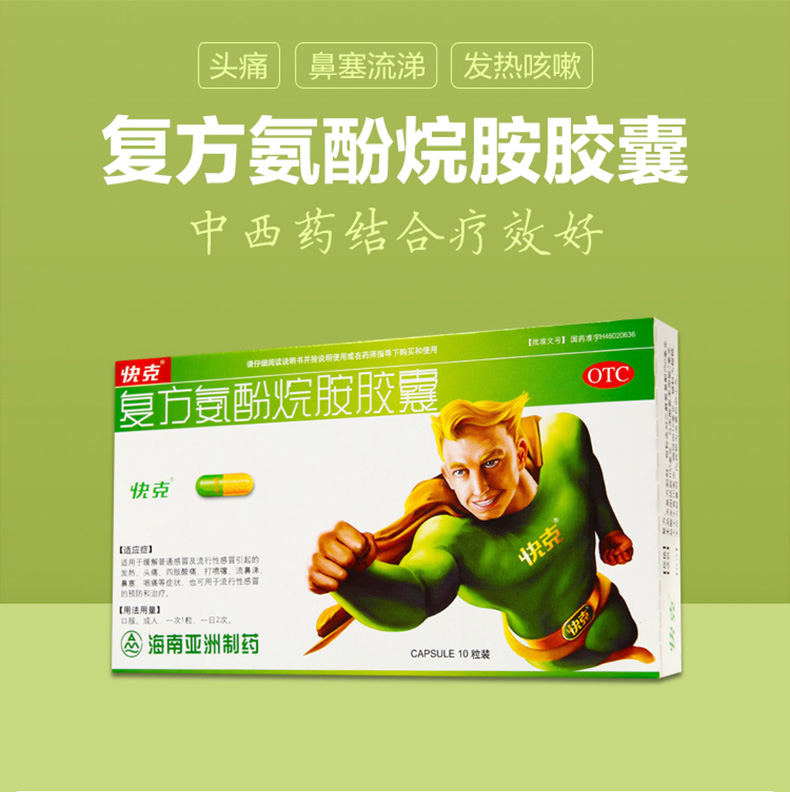 头痛 鼻塞流涕 发热咳嗽
复方氨酚烷胺胶囊
中西药结合疗效好
请仔细阅读说明书并按说明使用或在药师指导下购买和使用
【批准文号】 国药准字H46020636
快克®
OTC
复方氨酚烷胺胶囊
快克®
快克®
快克
【适应症】
适用于缓解普通感冒及流行性感冒引起的
发热、头痛、四肢酸痛、打喷嚏、流鼻涕、
鼻塞、咽痛等症状，也可用于流行性感冒
的预防和治疗。
【用法用量】
口服。成人，一次1粒，一日2次。
海南亚洲制药
CAPSULE 10 粒装
快克